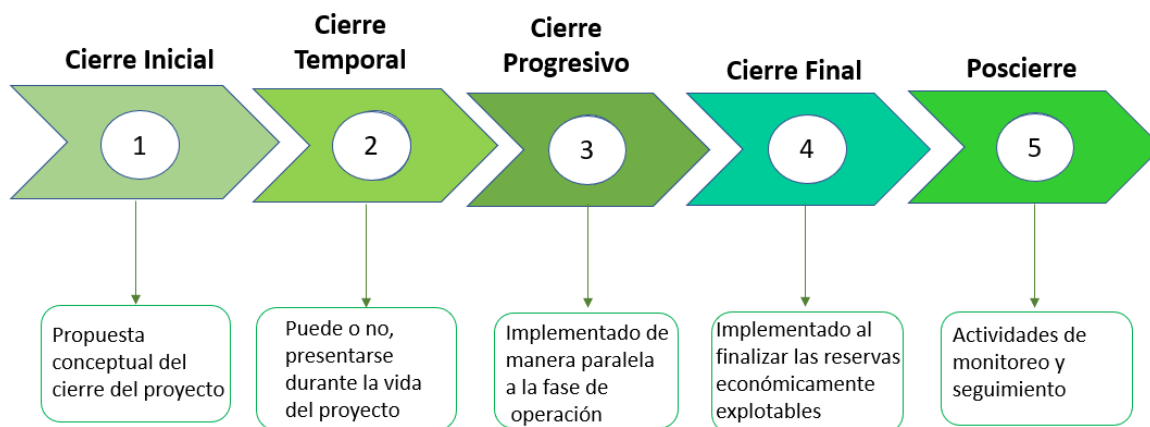 Cierre Inicial
Cierre
Temporal
Cierre
Progresivo
Cierre Final
Poscierre
1
2
3
4
5
Propuesta
conceptual del
cierre del proyecto
Puede o no,
presentarse
durante la vida
del proyecto
Implementado de
manera paralela
a la fase de
operación
Implementado al
finalizar las reservas
económicamente
explotables
Actividades de
monitoreo y
seguimiento